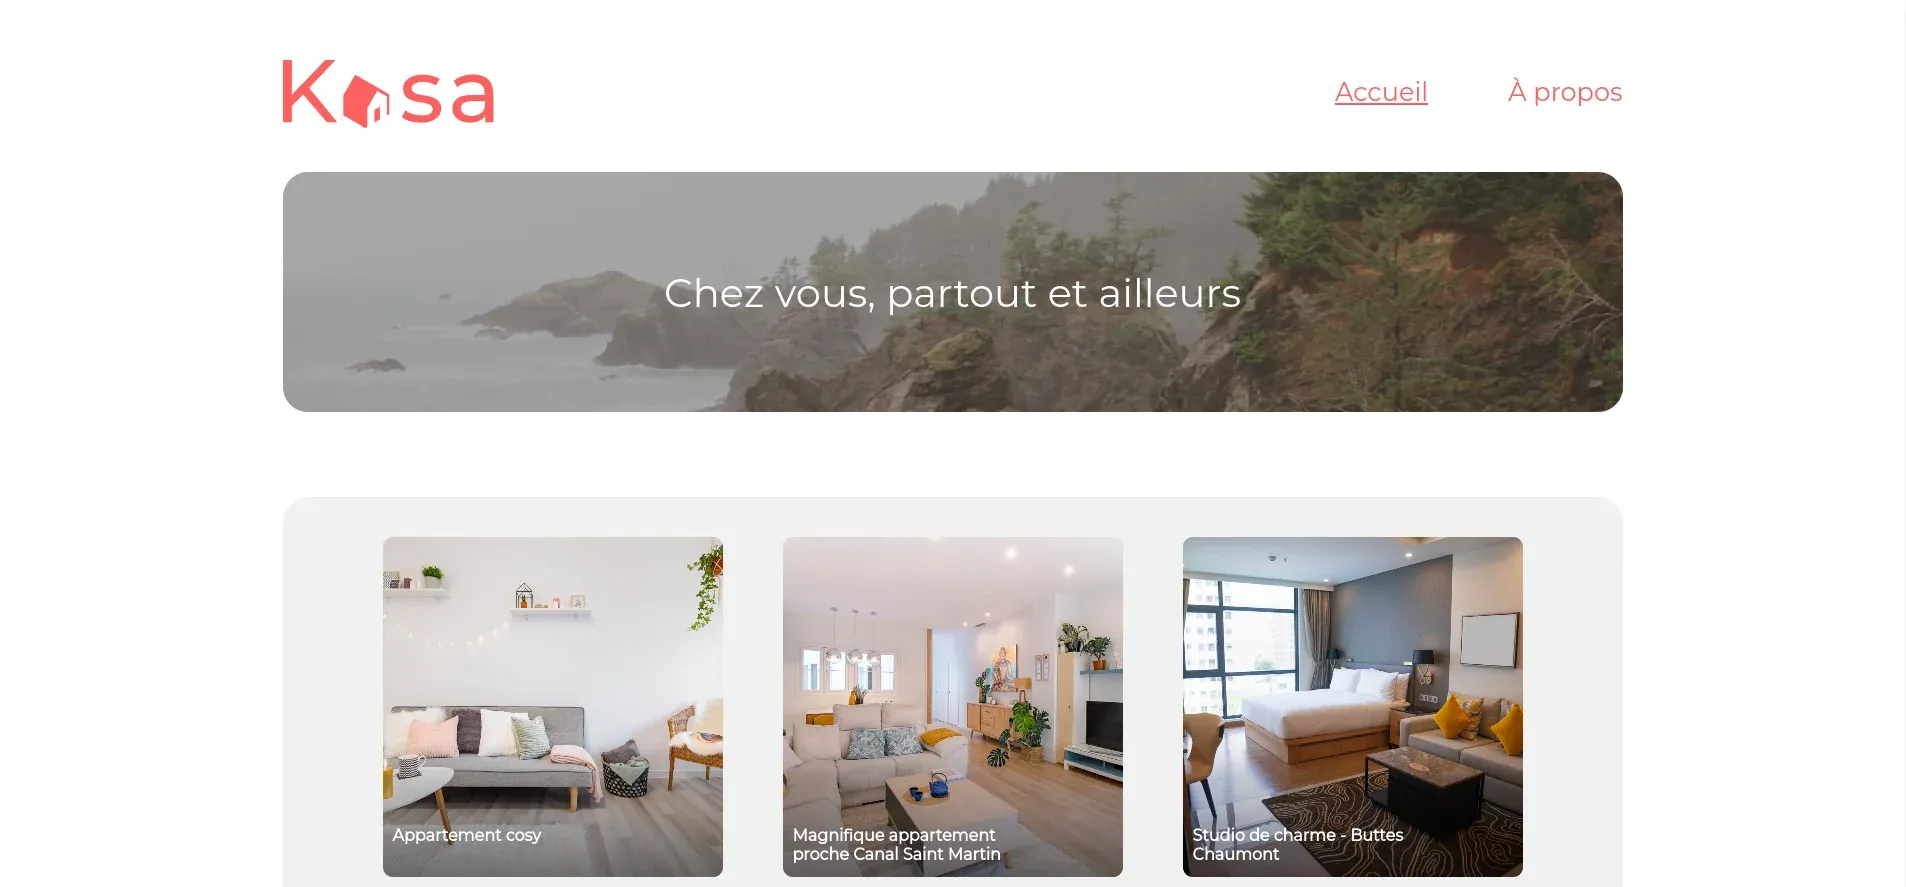 Kasa
Accueil
À propos
Chez vous, partout et ailleurs
Appartement cosy
Magnifique appartement
proche Canal Saint Martin
Studio de charme - Buttes
Chaumont